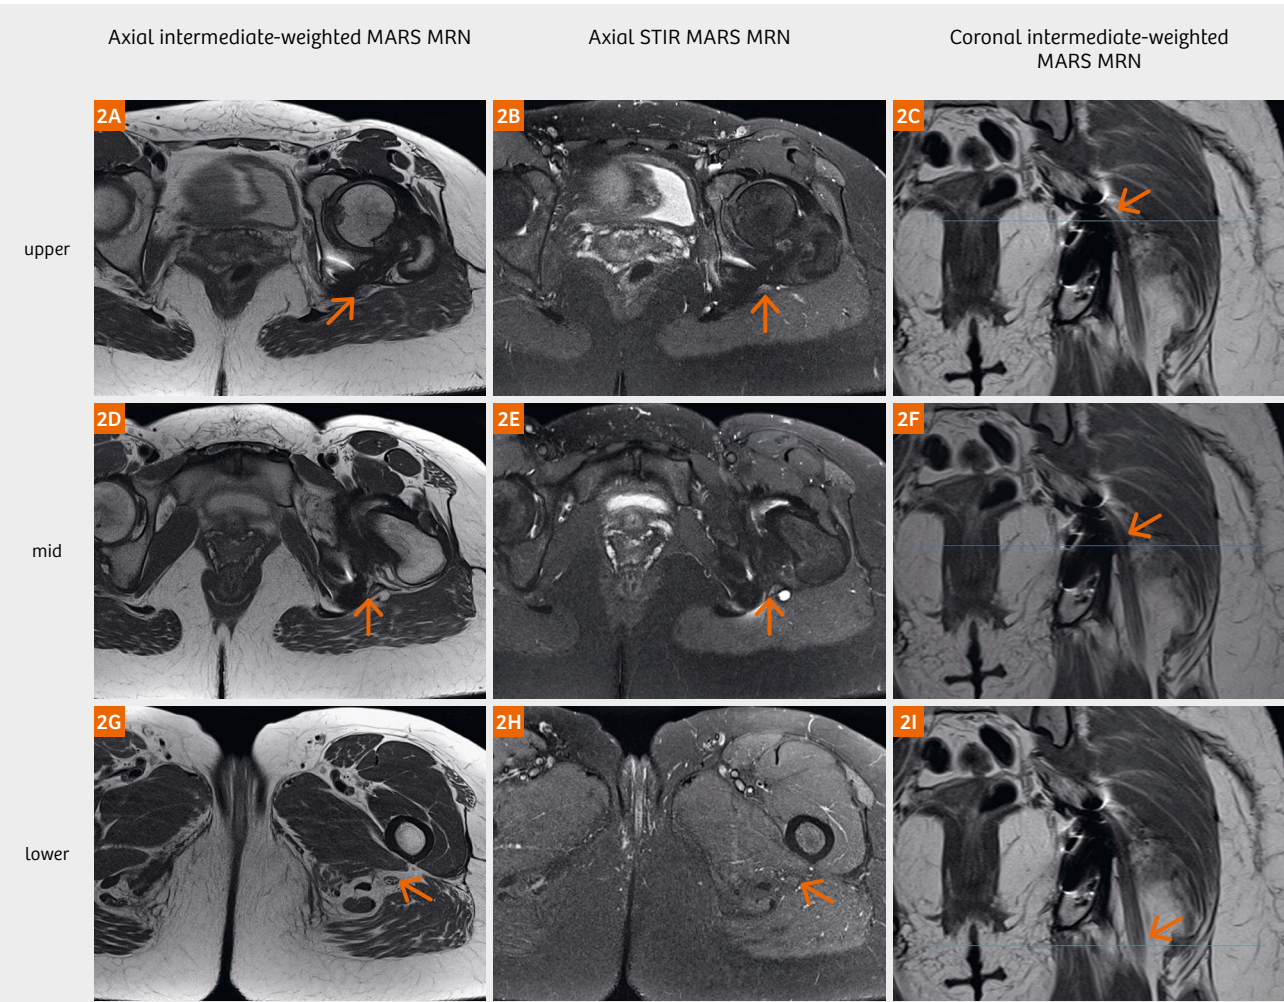 Axial intermediate-weighted MARS MRN
Axial STIR MARS MRN
Coronal intermediate-weighted
MARS MRN
upper
2A
2B
2C
mid
2D
2E
2F
lower
2G
2H
2I